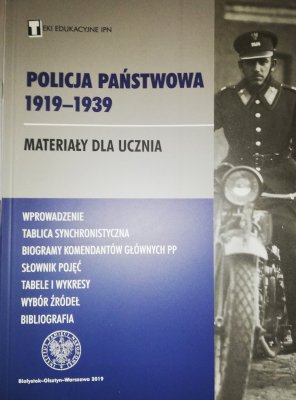 TEKI EDUKACYJNE IPN
POLICJA PAŃSTWOWA
1919–1939
MATERIAŁY DLA UCZNIA
WPROWADZENIE
TABLICA SYNCHRONISTYCZNA
BIOGRAMY KOMENDANTÓW GŁÓWNYCH PP
SŁOWNIK POJĘĆ
TABELE I WYKRESY
WYBÓR ŹRÓDEŁ
BIBLIOGRAFIA
Białystok–Olsztyn–Warszawa 2019